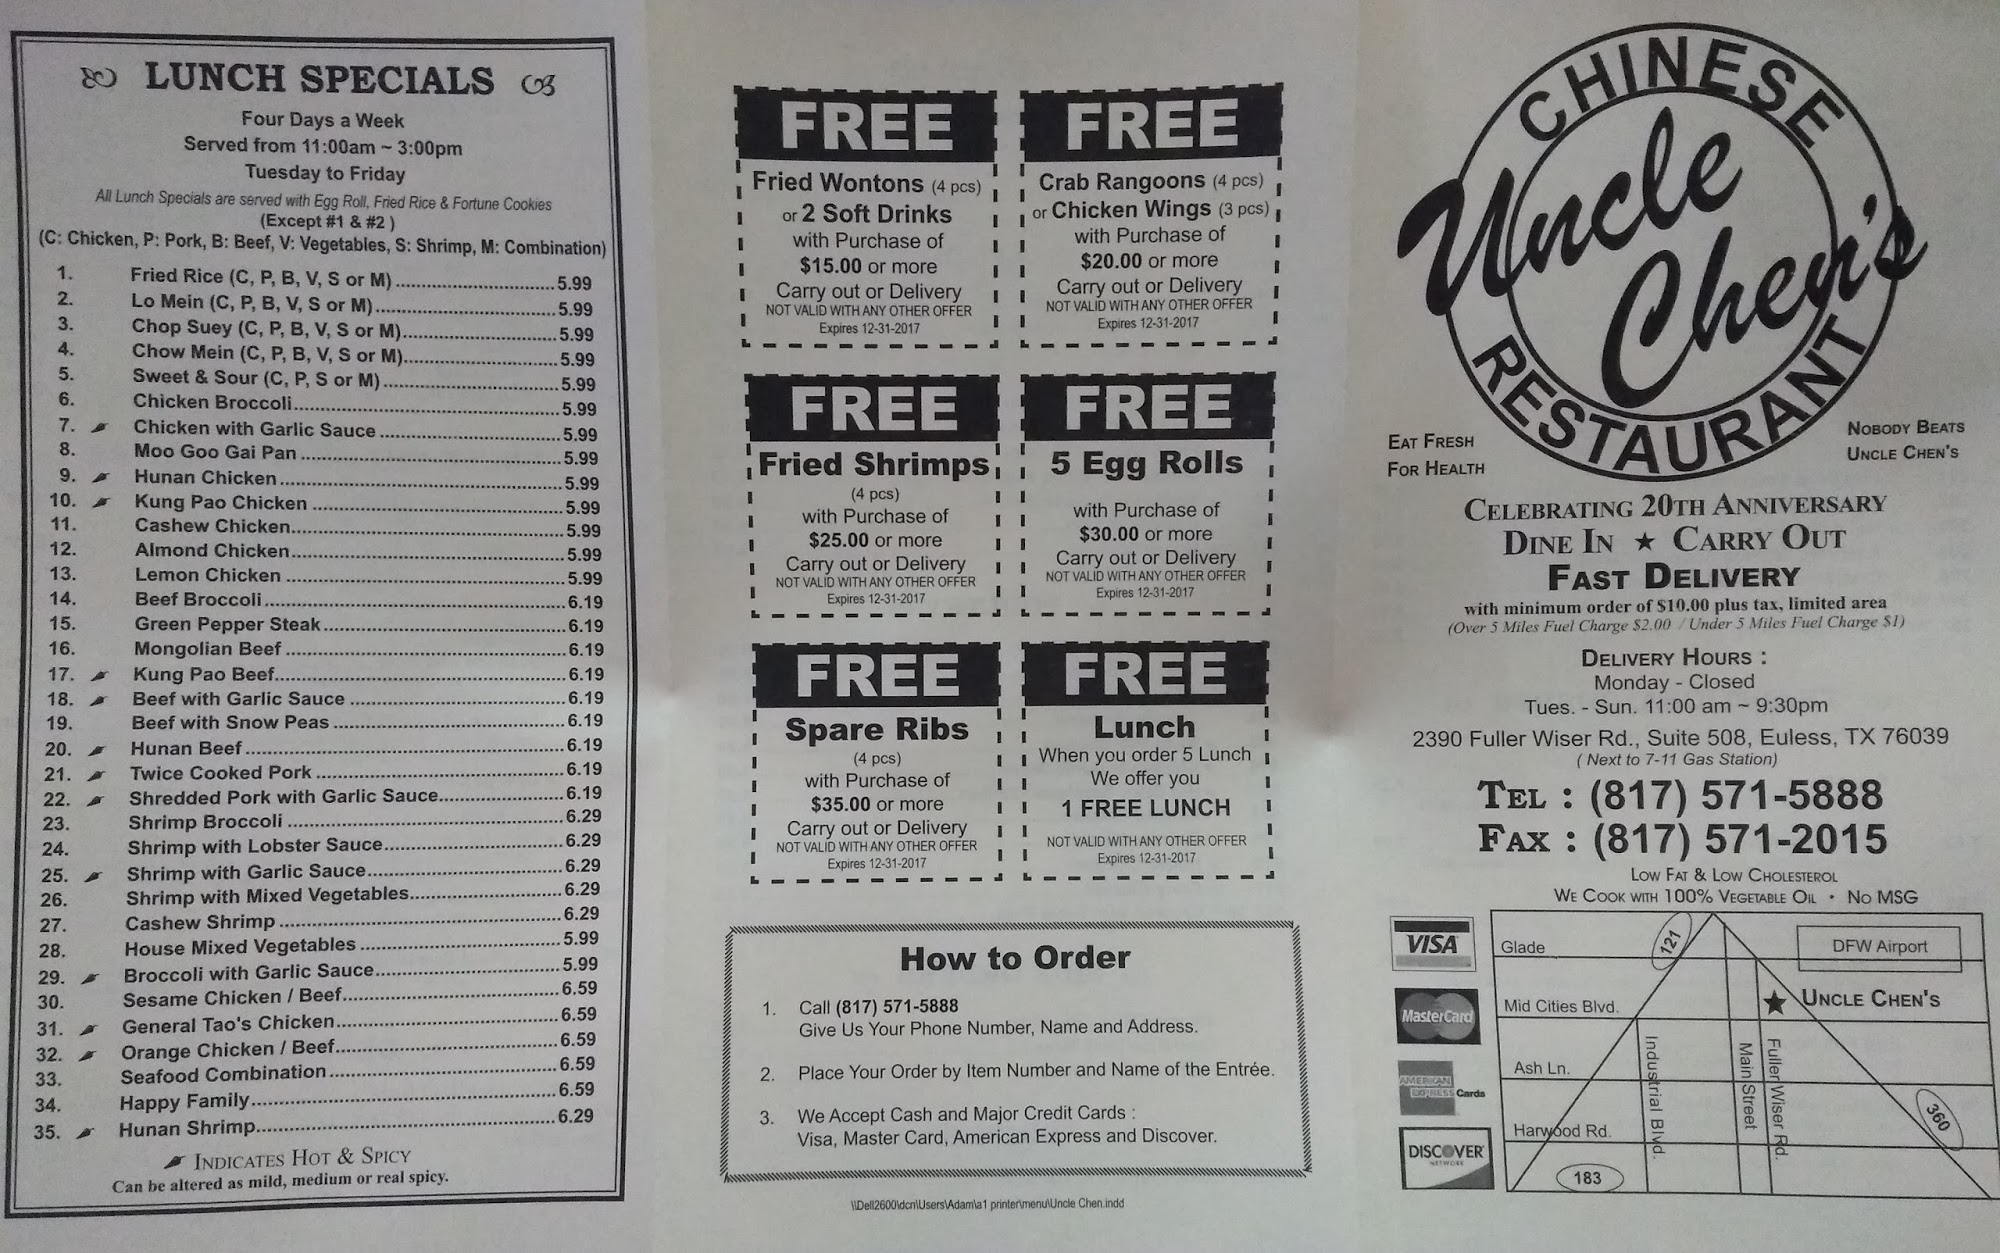 LUNCH SPECIALS
Four Days a Week
Served from 11:00am ~ 3:00pm
Tuesday to Friday
All Lunch Specials are served with Egg Roll, Fried Rice & Fortune Cookies
(Except #1 & #2 )
(C: Chicken, P: Pork, B: Beef, V: Vegetables, S: Shrimp, M: Combination)
1. Fried Rice (C, P, B, V, S or M) 5.99
2. Lo Mein (C, P, B, V, S or M) 5.99
3. Chop Suey (C, P, B, V, S or M) 5.99
4. Chow Mein (C, P, B, V, S or M) 5.99
5. Sweet & Sour (C, P, S or M) 5.99
6. Chicken Broccoli 5.99
7. Chicken with Garlic Sauce 5.99
8. Moo Goo Gai Pan 5.99
9. Hunan Chicken 5.99
10. Kung Pao Chicken 5.99
11. Cashew Chicken 5.99
12. Almond Chicken 5.99
13. Lemon Chicken 5.99
14. Beef Broccoli 6.19
15. Green Pepper Steak 6.19
16. Mongolian Beef 6.19
17. Kung Pao Beef 6.19
18. Beef with Garlic Sauce 6.19
19. Beef with Snow Peas 6.19
20. Hunan Beef 6.19
21. Twice Cooked Pork 6.19
22. Shredded Pork with Garlic Sauce 6.19
23. Shrimp Broccoli 6.29
24. Shrimp with Lobster Sauce 6.29
25. Shrimp with Garlic Sauce 6.29
26. Shrimp with Mixed Vegetables 6.29
27. Cashew Shrimp 6.29
28. House Mixed Vegetables 5.99
29. Broccoli with Garlic Sauce 5.99
30. Sesame Chicken / Beef 6.59
31. General Tao's Chicken 6.59
32. Orange Chicken / Beef 6.59
33. Seafood Combination 6.59
34. Happy Family 6.59
35. Hunan Shrimp 6.29
INDICATES HOT & SPICY
Can be altered as mild, medium or real spicy.
FREE
Fried Wontons (4 pcs)
or 2 Soft Drinks
with Purchase of
$15.00 or more
Carry out or Delivery
NOT VALID WITH ANY OTHER OFFER
Expires 12-31-2017
FREE
Crab Rangoons (4 pcs)
or Chicken Wings (3 pcs)
with Purchase of
$20.00 or more
Carry out or Delivery
NOT VALID WITH ANY OTHER OFFER
Expires 12-31-2017
FREE
Fried Shrimps
(4 pcs)
with Purchase of
$25.00 or more
Carry out or Delivery
NOT VALID WITH ANY OTHER OFFER
Expires 12-31-2017
FREE
5 Egg Rolls
with Purchase of
$30.00 or more
Carry out or Delivery
NOT VALID WITH ANY OTHER OFFER
Expires 12-31-2017
FREE
Spare Ribs
(4 pcs)
with Purchase of
$35.00 or more
Carry out or Delivery
NOT VALID WITH ANY OTHER OFFER
Expires 12-31-2017
FREE
Lunch
When you order 5 Lunch
We offer you
1 FREE LUNCH
NOT VALID WITH ANY OTHER OFFER
Expires 12-31-2017
How to Order
1. Call (817) 571-5888
Give Us Your Phone Number, Name and Address.
2. Place Your Order by Item Number and Name of the Entrée.
3. We Accept Cash and Major Credit Cards :
Visa, Master Card, American Express and Discover.
\\Dell2600\dcn\Users\Adam\a1 printer\menu\Uncle Chen.indd
CHINESE
Uncle
Chen's
RESTAURANT
EAT FRESH
FOR HEALTH
NOBODY BEATS
UNCLE CHEN'S
CELEBRATING 20TH ANNIVERSARY
DINE IN ★ CARRY OUT
FAST DELIVERY
with minimum order of $10.00 plus tax, limited area
(Over 5 Miles Fuel Charge $2.00 / Under 5 Miles Fuel Charge $1)
DELIVERY HOURS :
Monday - Closed
Tues. - Sun. 11:00 am ~ 9:30pm
2390 Fuller Wiser Rd., Suite 508, Euless, TX 76039
( Next to 7-11 Gas Station)
TEL : (817) 571-5888
FAX : (817) 571-2015
LOW FAT & LOW CHOLESTEROL
WE COOK WITH 100% VEGETABLE OIL • NO MSG
VISA
MasterCard
AMERICAN EXPRESS Cards
DISCOVER
NETWORK
Glade
121
DFW Airport
Mid Cities Blvd.
★ UNCLE CHEN'S
Ash Ln.
Industrial Blvd.
Main Street
Fuller Wiser Rd.
Harwood Rd.
360
183